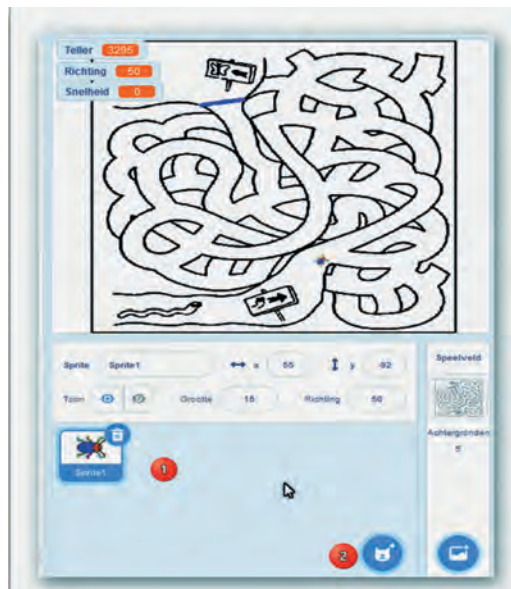 Teller 3295
Richting 50
Snelheid 0
Sprite Sprite1 x 55 y -92
Toon Grootte 15 Richting 50
Speelveld
Achtergronden
Sprite1
1
2